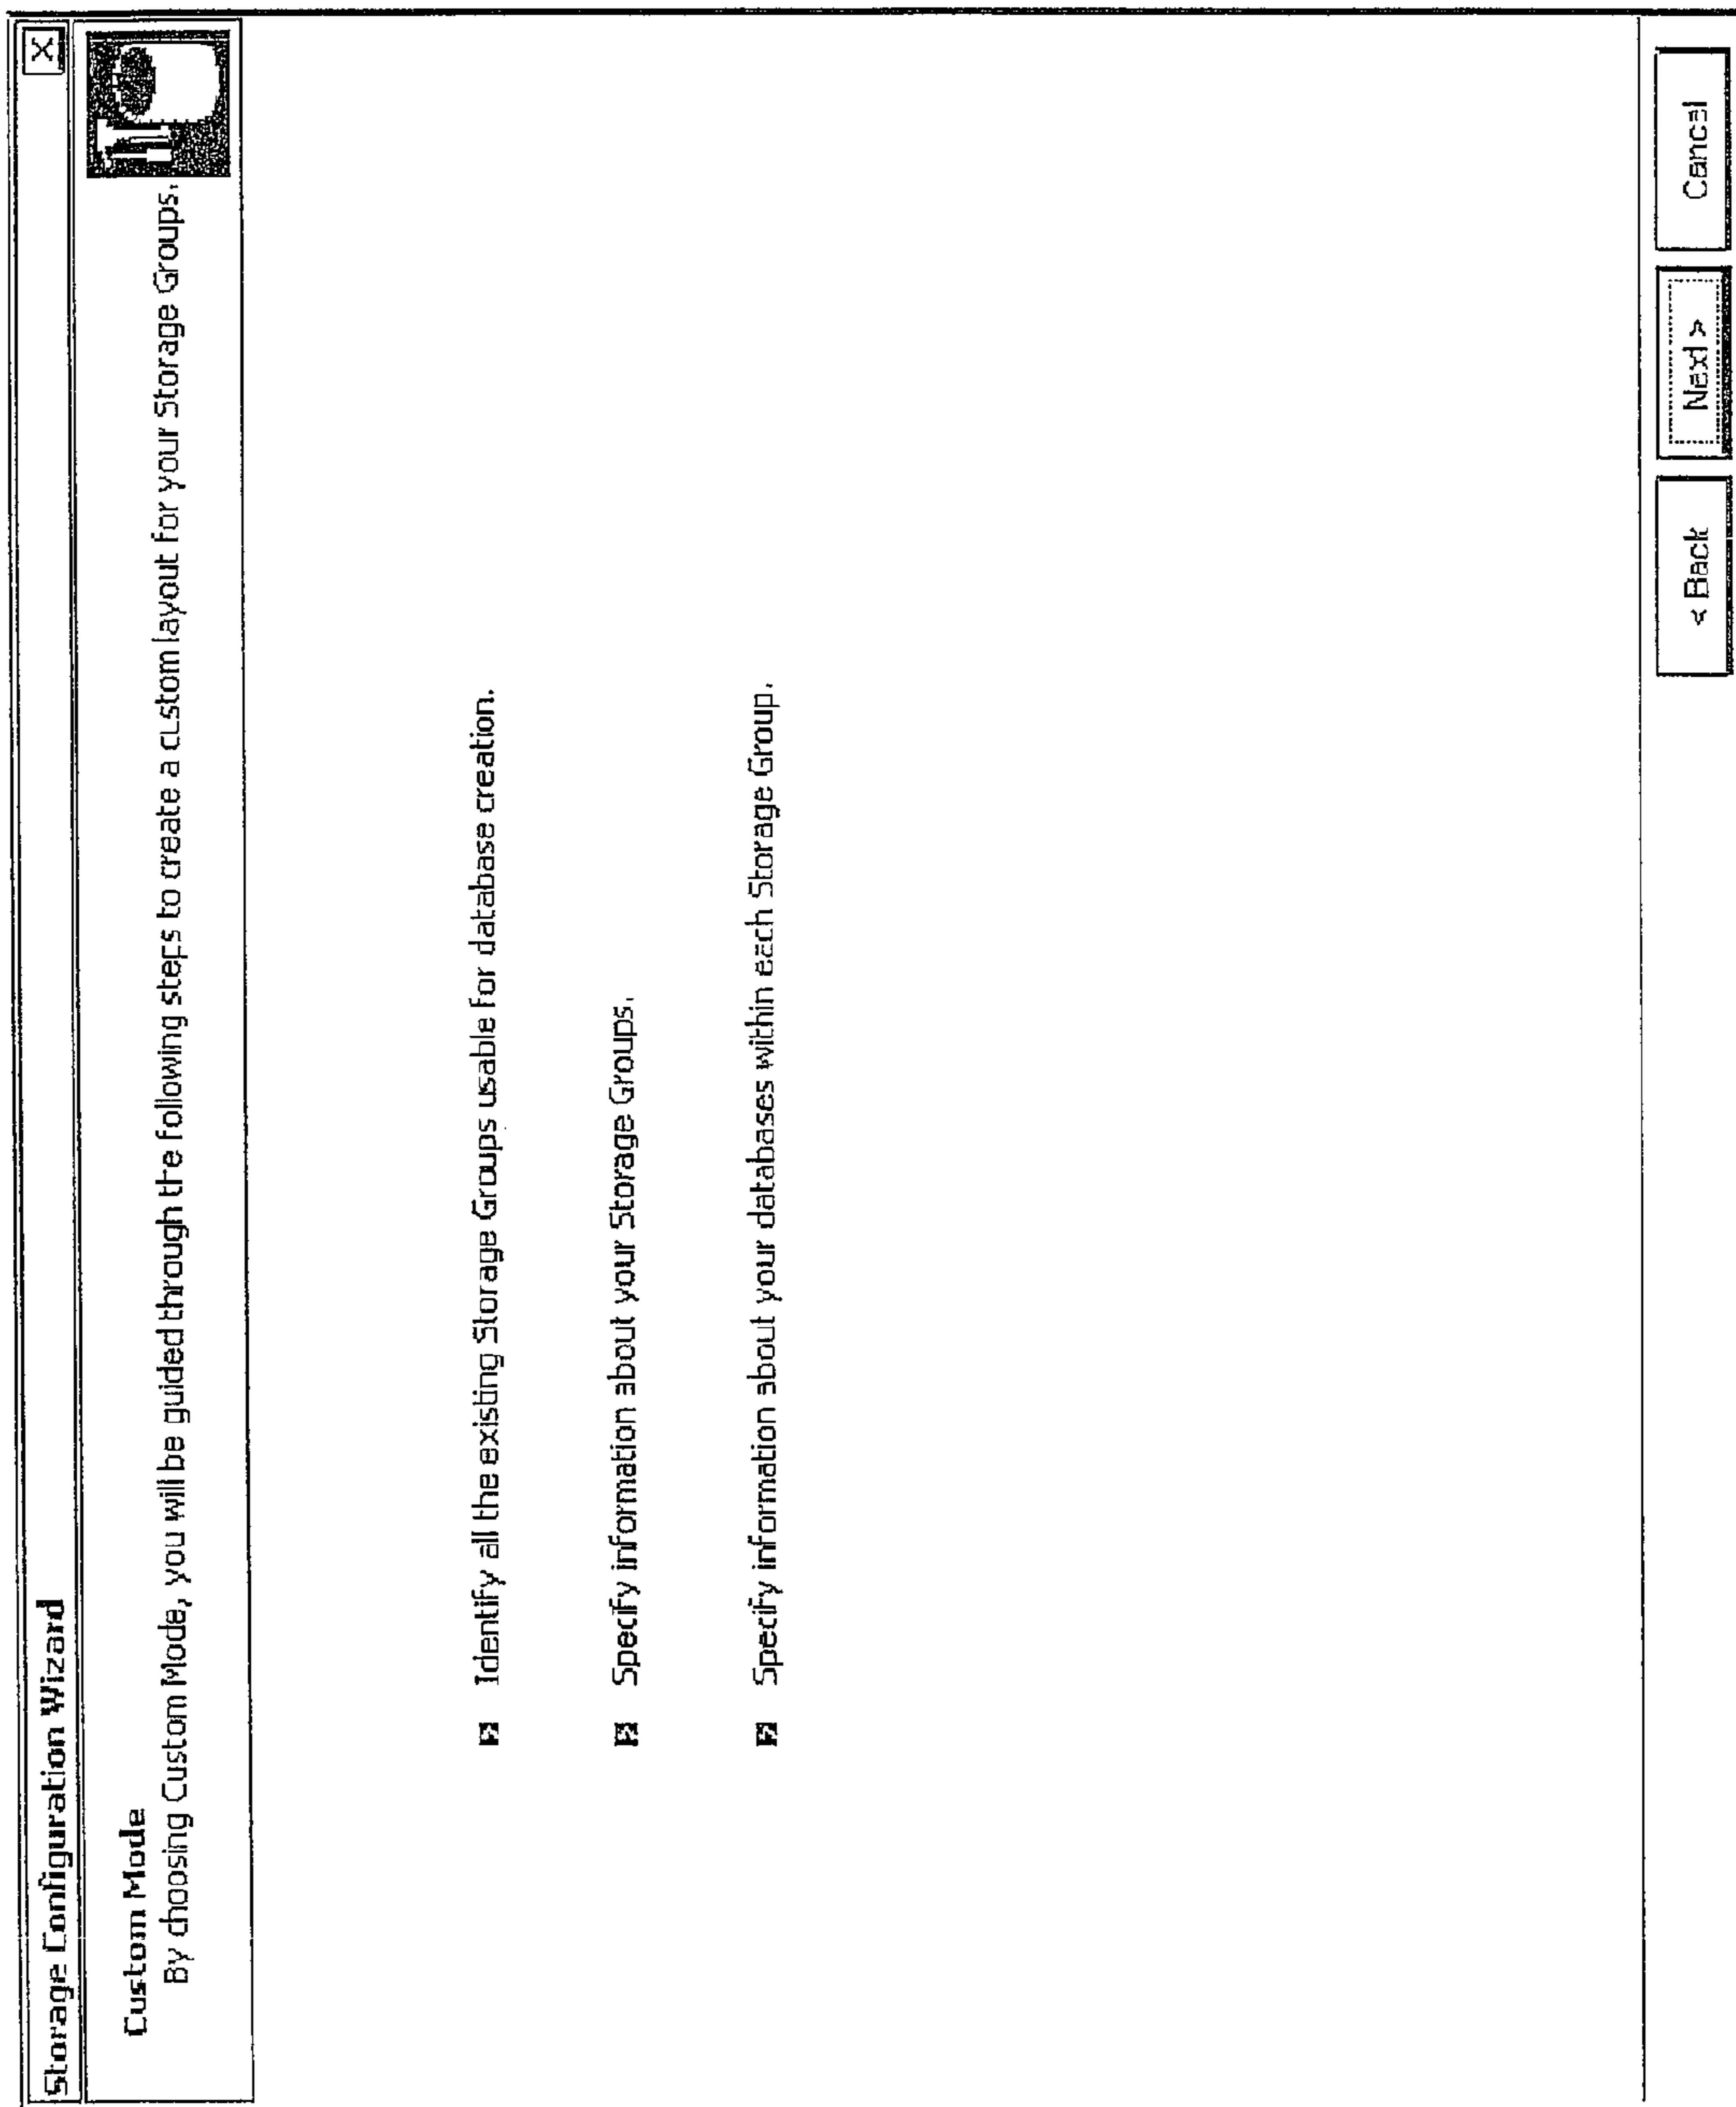 Storage Configuration Wizard
X
Custom Mode
By choosing Custom Mode, you will be guided through the following steps to create a custom layout for your Storage Groups.
Identify all the existing Storage Groups usable for database creation.
Specify information about your Storage Groups.
Specify information about your databases within each Storage Group.
< Back
Next >
Cancel